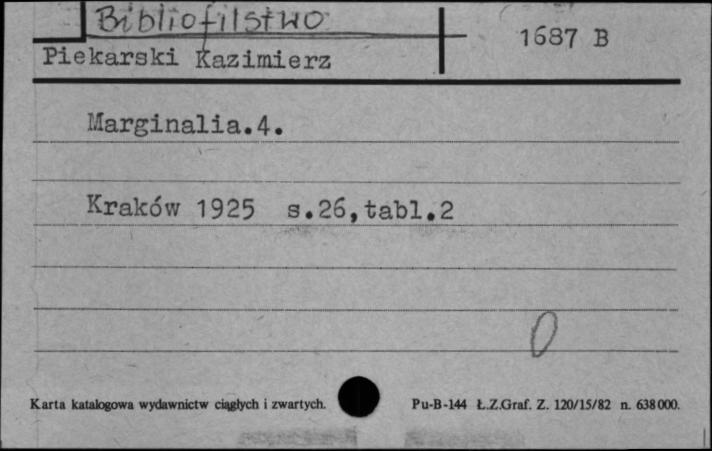 Bibliofilstwo
1687 B
Piekarski Kazimierz
Marginalia.4.
Kraków 1925 s.26,tabl.2
0
Karta katalogowa wydawnictw ciągłych i zwartych.
Pu-B-144 Ł.Z.Graf. Z. 120/15/82 n. 638000.